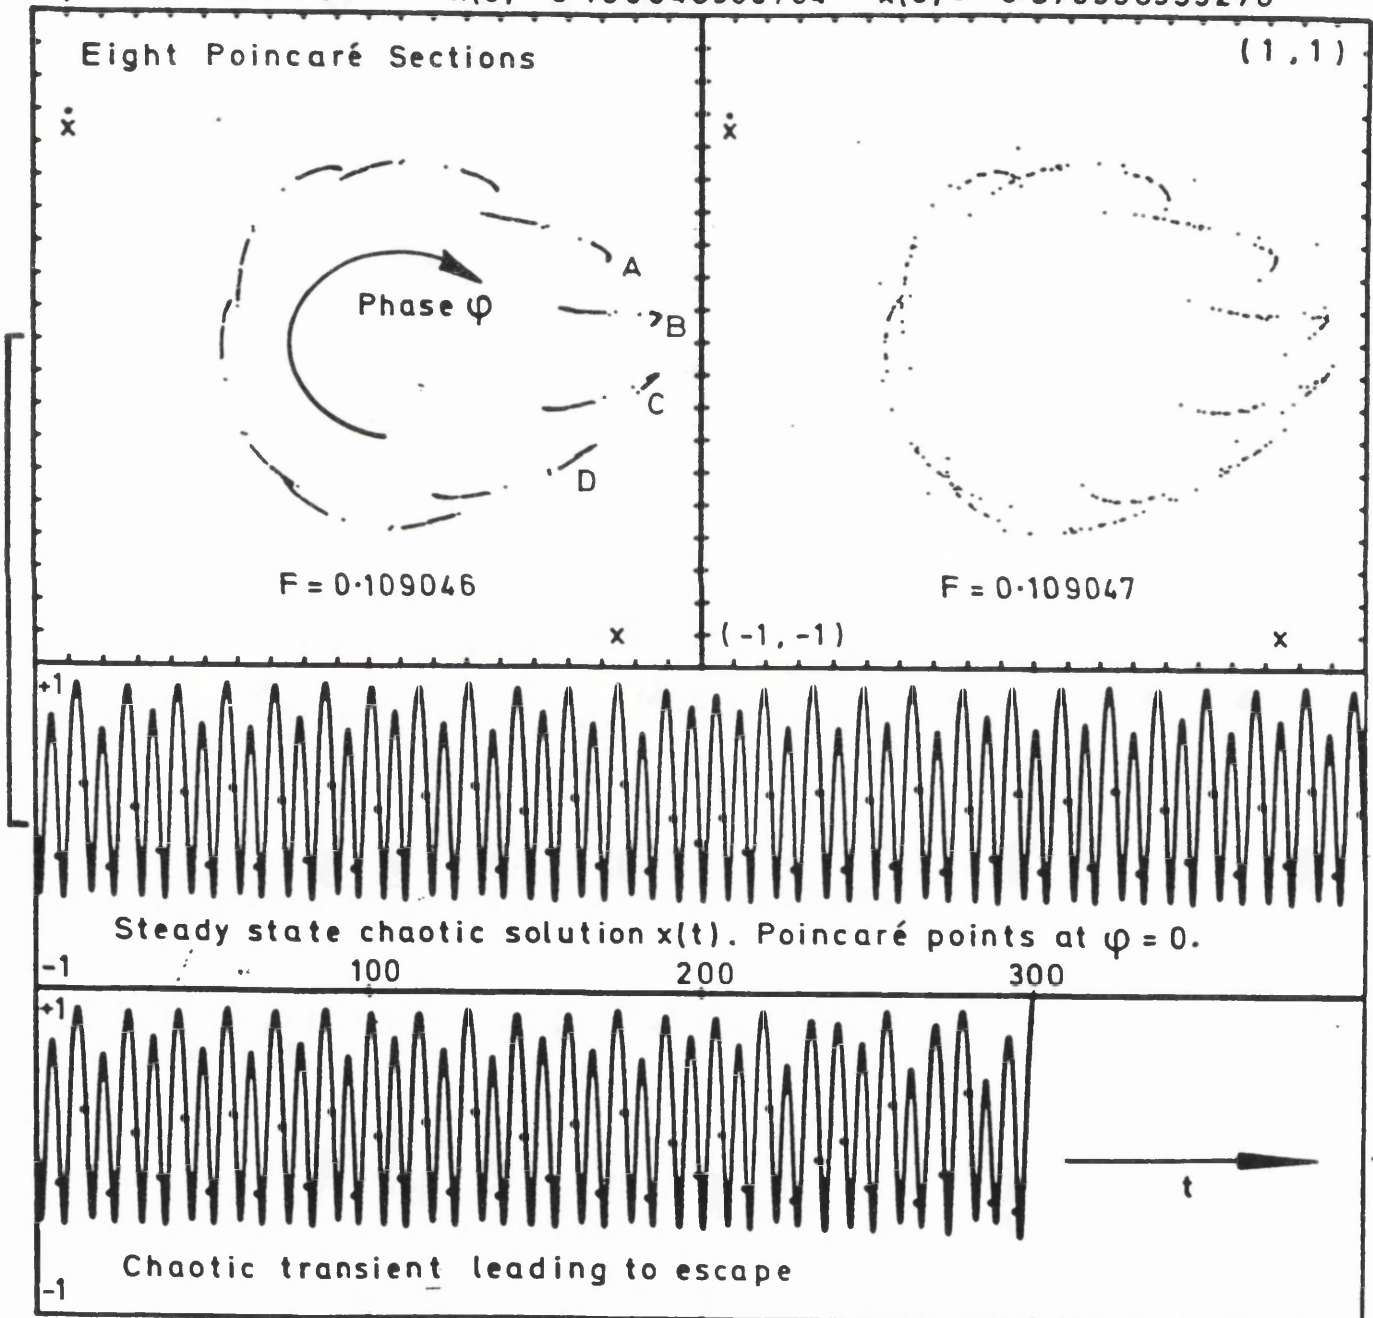 Eight Poincaré Sections
(1,1)
ẋ
ẋ
A
Phase φ
B
C
D
F = 0·109046
F = 0·109047
x
(-1,-1)
x
+1
Steady state chaotic solution x(t). Poincaré points at φ = 0.
-1
100
200
300
+1
t
Chaotic transient leading to escape
-1